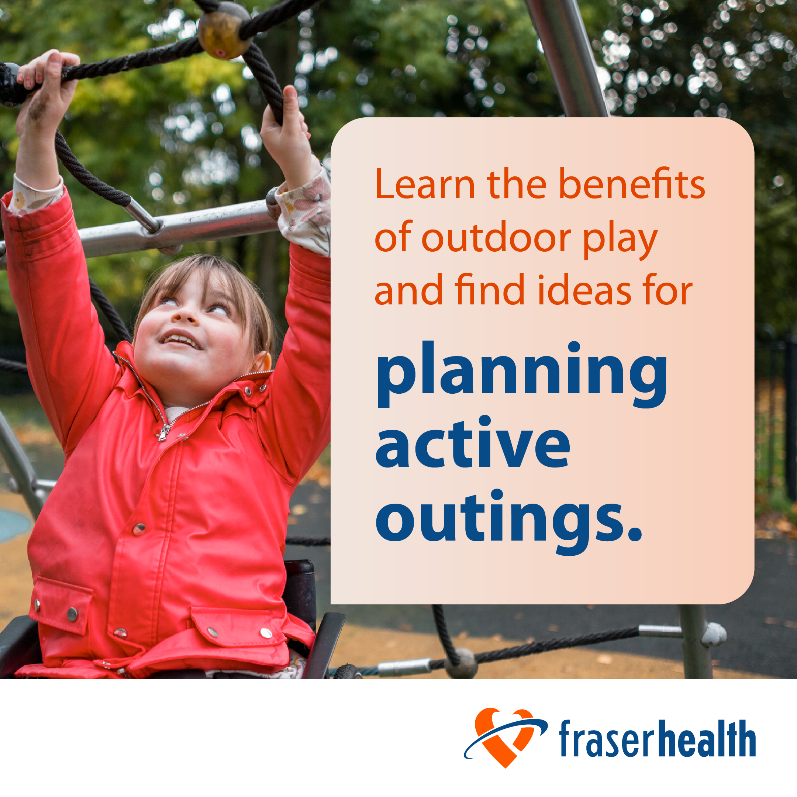 Learn the benefits
of outdoor play
and find ideas for
planning
active
outings.
fraserhealth